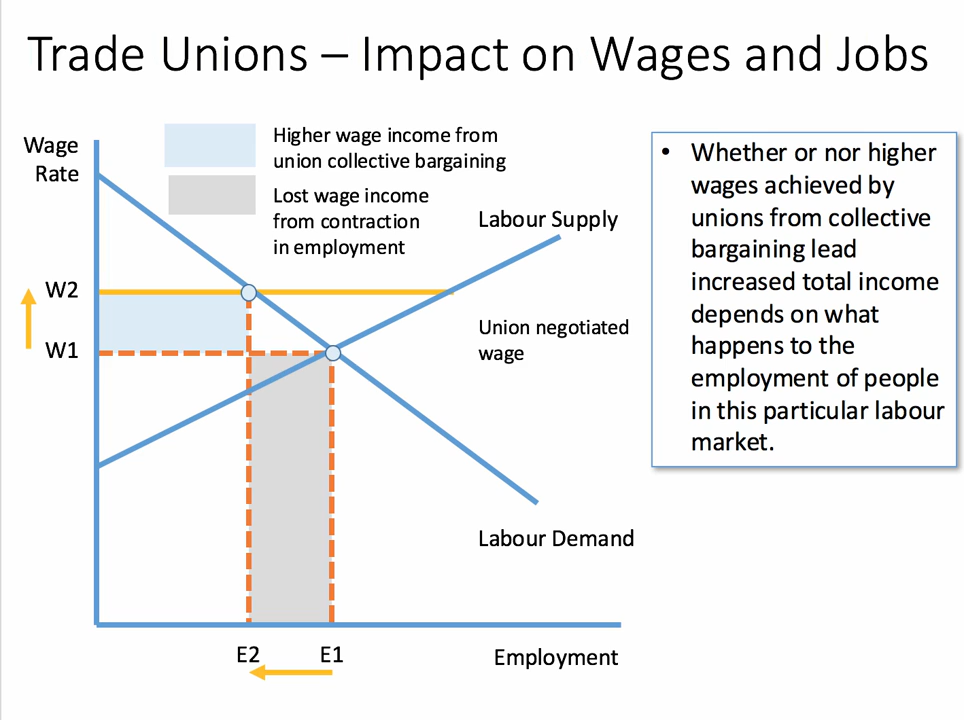 Trade Unions – Impact on Wages and Jobs
Wage
Rate
Higher wage income from
union collective bargaining
Lost wage income
from contraction
in employment
Labour Supply
W2
Union negotiated
wage
W1
Labour Demand
E2
E1
Employment
• Whether or nor higher
wages achieved by
unions from collective
bargaining lead
increased total income
depends on what
happens to the
employment of people
in this particular labour
market.